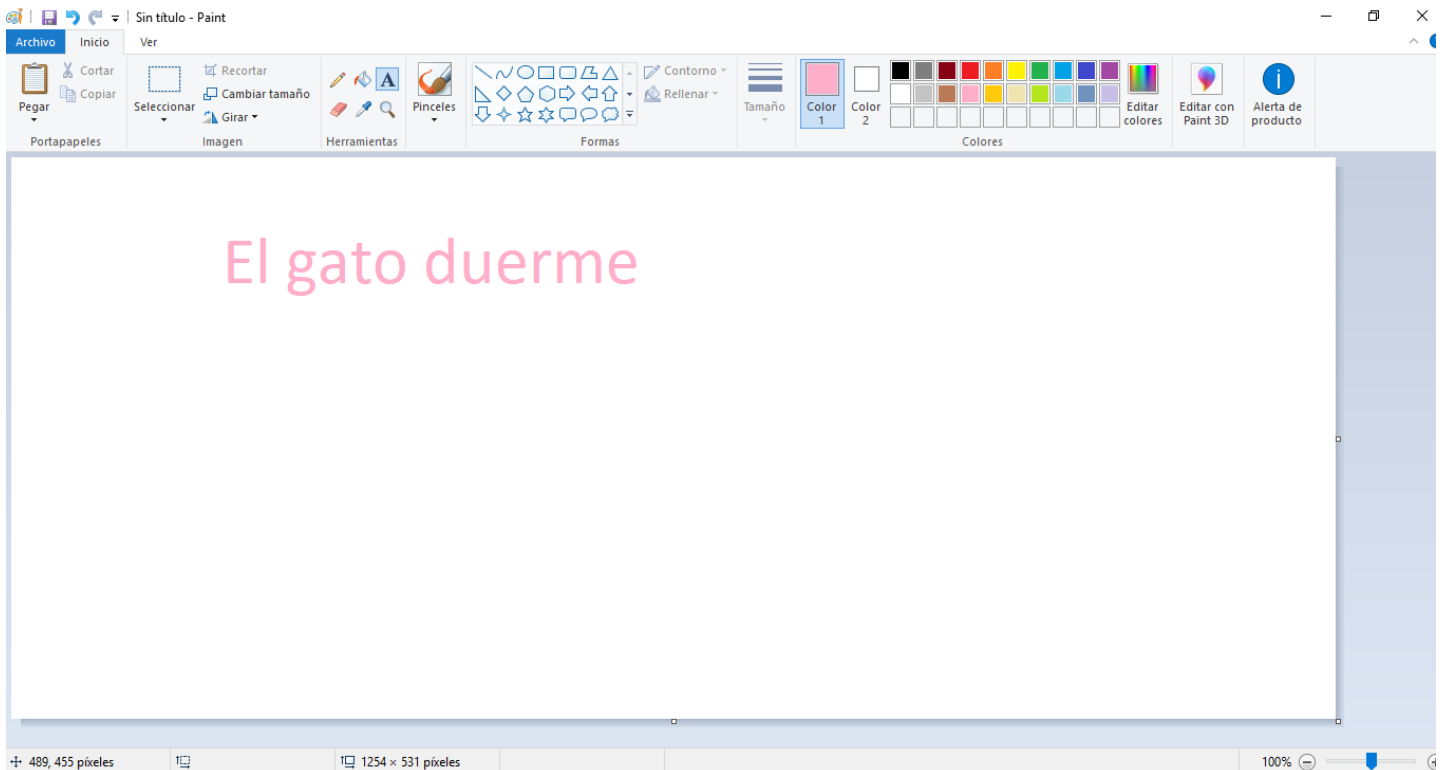 Sin título - Paint
Archivo Inicio Ver
Pegar
Cortar
Copiar
Portapapeles
Seleccionar
Recortar
Cambiar tamaño
Girar
Imagen
A
Herramientas
Pinceles
Contorno
Rellenar
Formas
Tamaño
Color 1
Color 2
Editar colores
Colores
Editar con Paint 3D
Alerta de producto
El gato duerme
489, 455 píxeles
1254 × 531 píxeles
100%